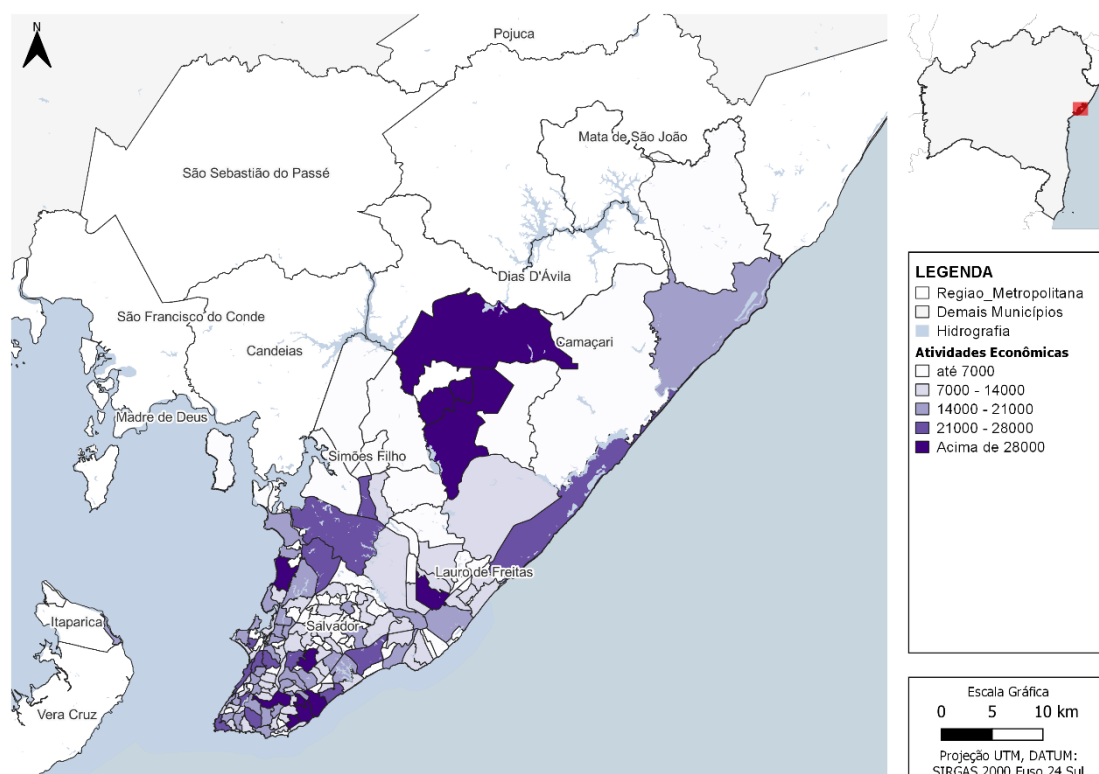 N
Pojuca
Mata de São João
São Sebastião do Passé
Dias D'Ávila
São Francisco do Conde
Candeias
Camaçari
Madre de Deus
Simões Filho
Lauro de Freitas
Itaparica
Salvador
Vera Cruz
LEGENDA
Regiao_Metropolitana
Demais Municípios
Hidrografia
Atividades Econômicas
até 7000
7000 - 14000
14000 - 21000
21000 - 28000
Acima de 28000
Escala Gráfica
0 5 10 km
Projeção UTM, DATUM:
SIRGAS 2000 Fuso 24 Sul